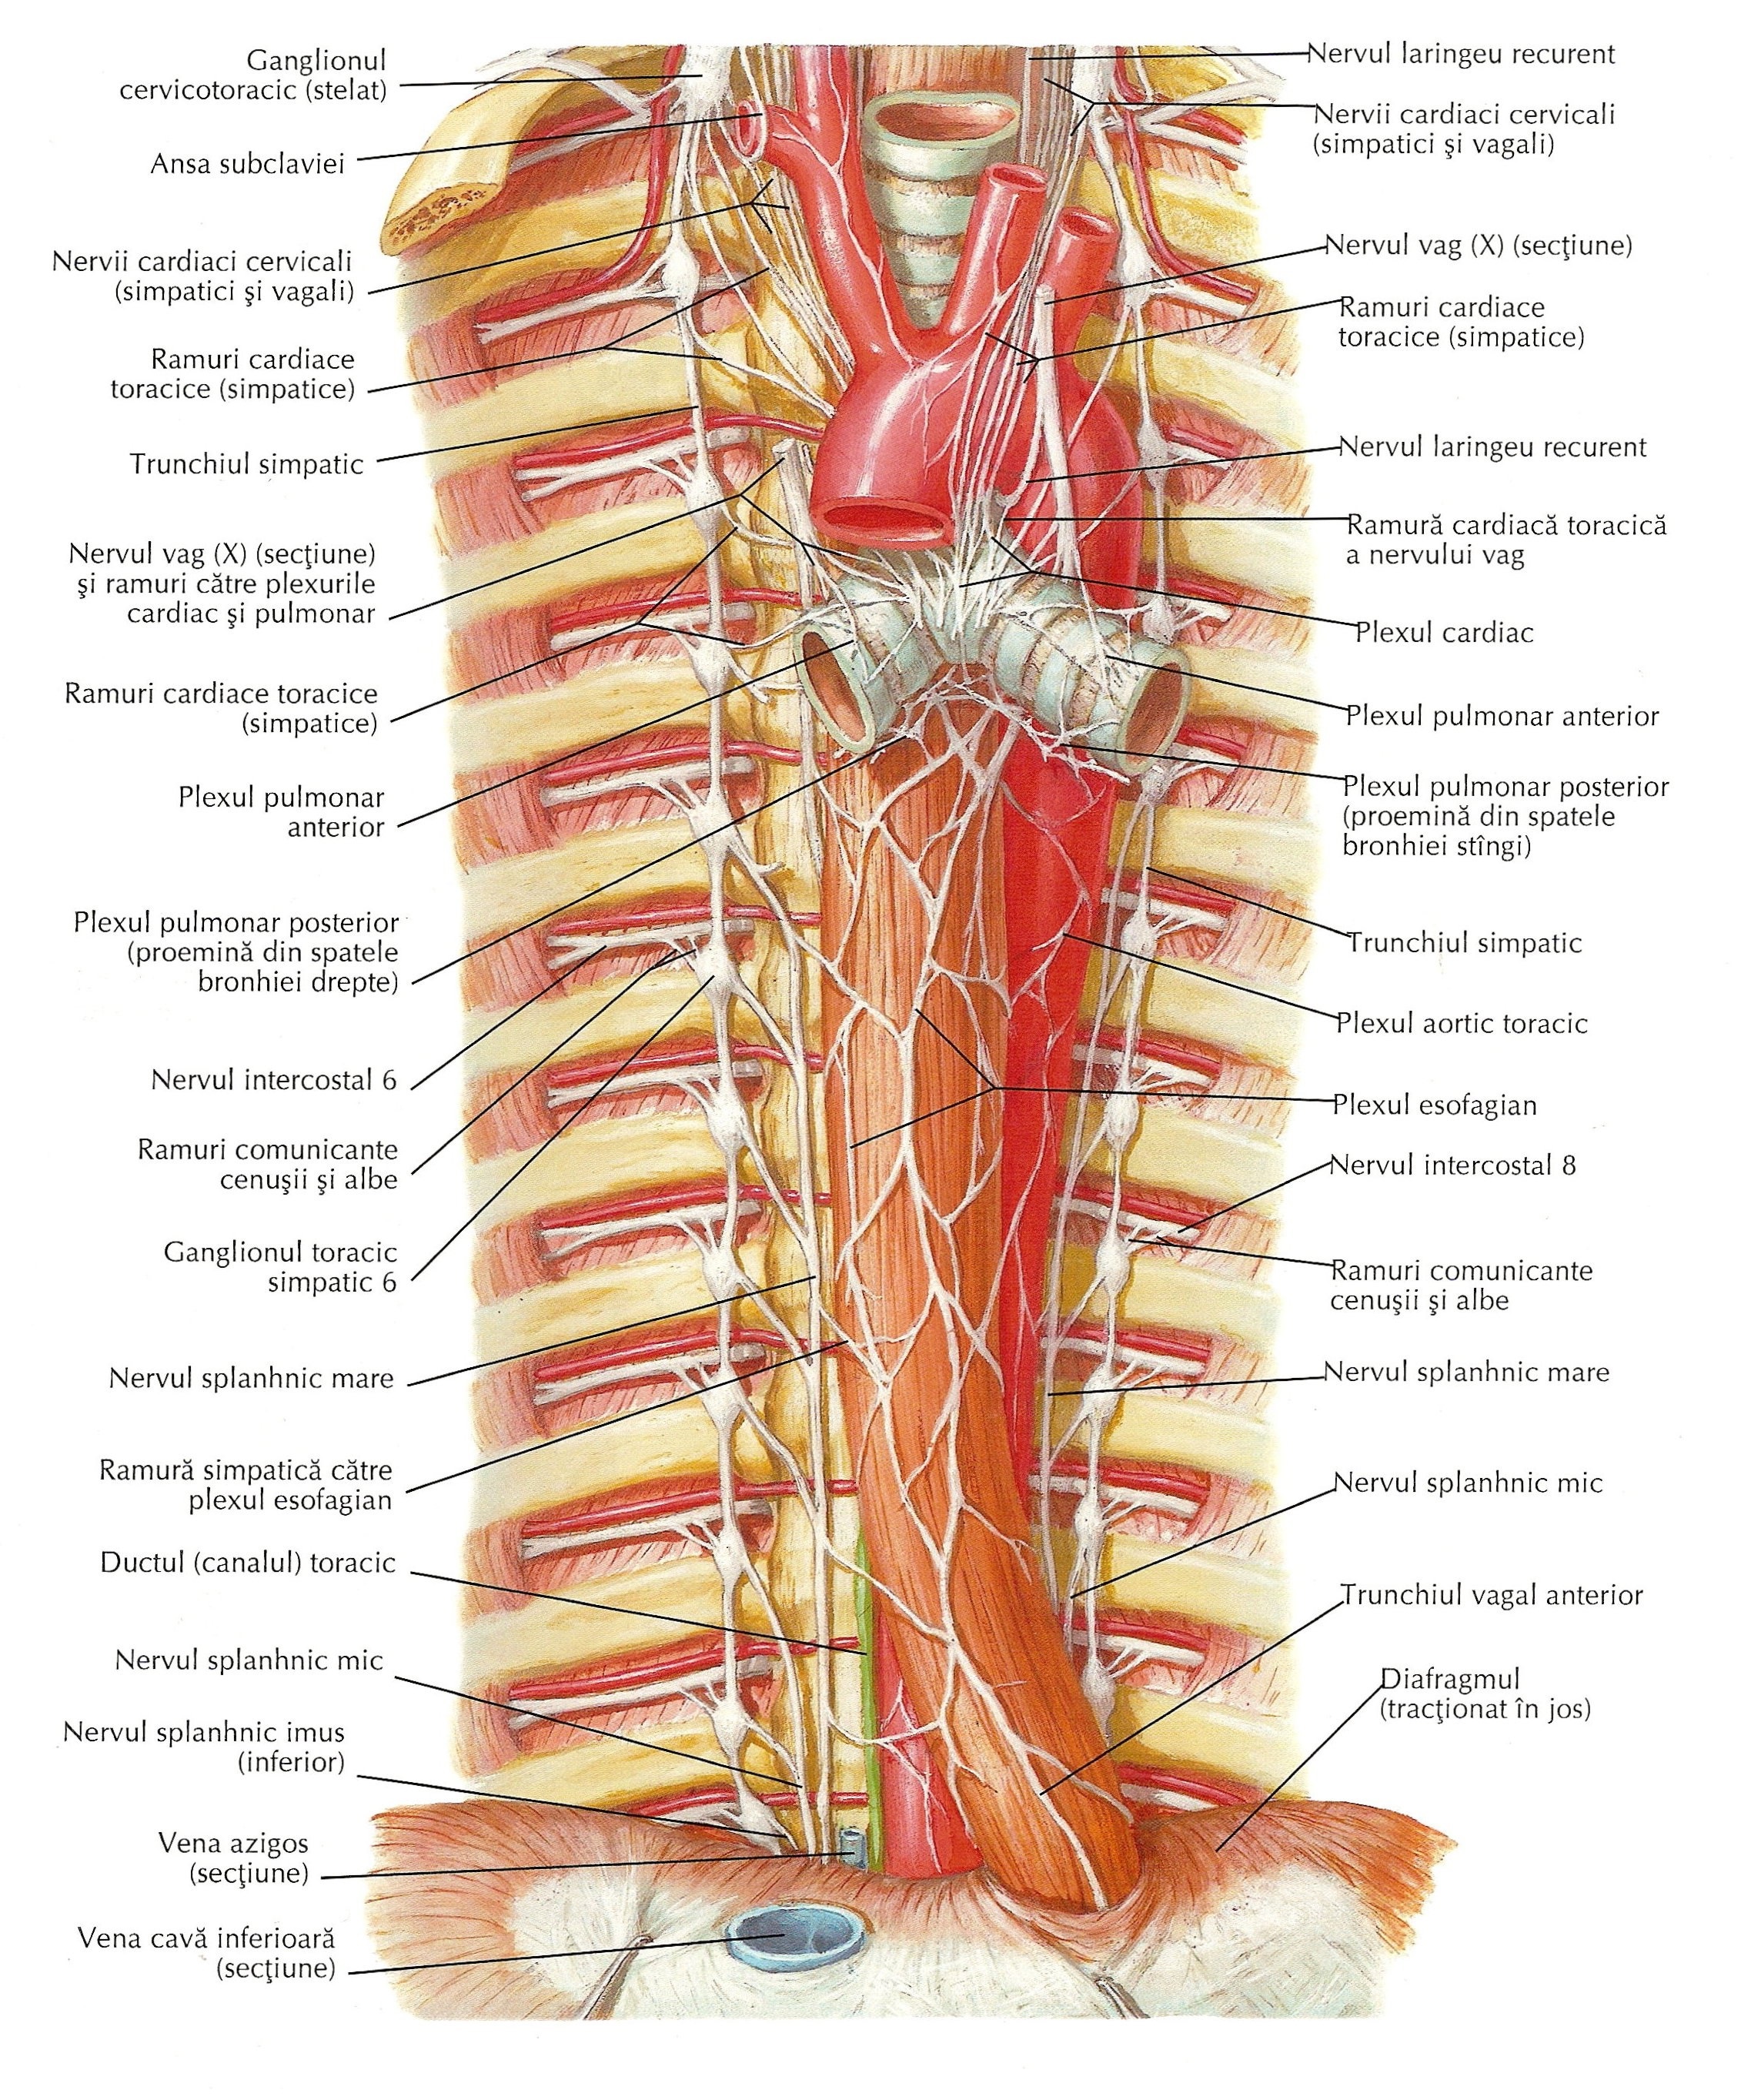 Ganglionul
cervicotoracic (stelat)
Ansa subclaviei
Nervii cardiaci cervicali
(simpatici şi vagali)
Ramuri cardiace
toracice (simpatice)
Trunchiul simpatic
Nervul vag (X) (secţiune)
şi ramuri către plexurile
cardiac şi pulmonar
Ramuri cardiace toracice
(simpatice)
Plexul pulmonar
anterior
Plexul pulmonar posterior
(proemină din spatele
bronhiei drepte)
Nervul intercostal 6
Ramuri comunicante
cenuşii şi albe
Ganglionul toracic
simpatic 6
Nervul splanhnic mare
Ramură simpatică către
plexul esofagian
Ductul (canalul) toracic
Nervul splanhnic mic
Nervul splanhnic imus
(inferior)
Vena azigos
(secţiune)
Vena cavă inferioară
(secţiune)
Nervul laringeu recurent
Nervii cardiaci cervicali
(simpatici şi vagali)
Nervul vag (X) (secţiune)
Ramuri cardiace
toracice (simpatice)
Nervul laringeu recurent
Ramură cardiacă toracică
a nervului vag
Plexul cardiac
Plexul pulmonar anterior
Plexul pulmonar posterior
(proemină din spatele
bronhiei stîngi)
Trunchiul simpatic
Plexul aortic toracic
Plexul esofagian
Nervul intercostal 8
Ramuri comunicante
cenuşii şi albe
Nervul splanhnic mare
Nervul splanhnic mic
Trunchiul vagal anterior
Diafragmul
(tracţionat în jos)